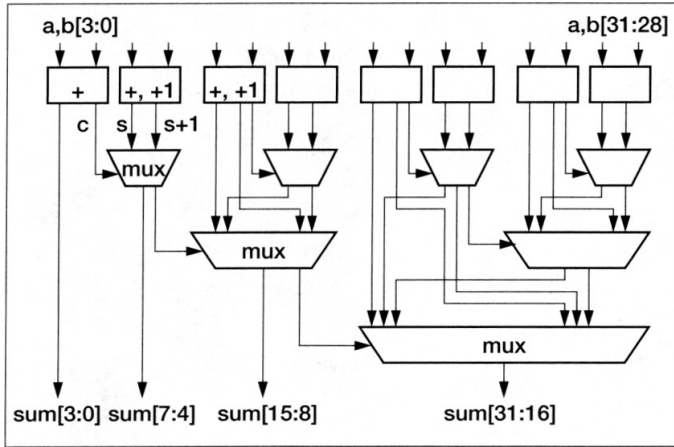 a,b[3:0] a,b[31:28]
+ +, +1 +, +1
c s s+1
mux
mux
mux
sum[3:0] sum[7:4] sum[15:8] sum[31:16]